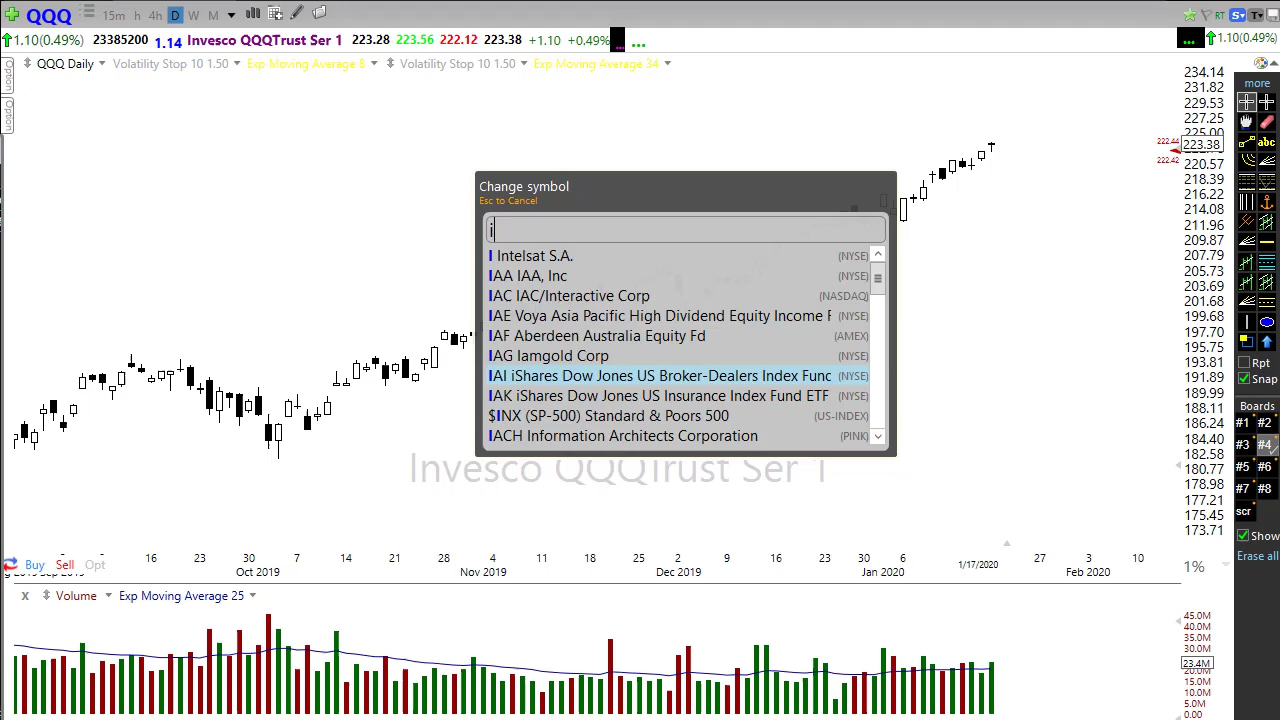 QQQ 15m h 4h D W M RT S T
1.10(0.49%) 23385200 1.14 Invesco QQQTrust Ser 1 223.28 223.56 222.12 223.38 +1.10 +0.49% ... ... ... 1.10(0.49%)
QQQ Daily Volatility Stop 10 1.50 Exp Moving Average 8 Volatility Stop 10 1.50 Exp Moving Average 34
Option
Option
234.14
231.82
229.53
227.25
225.00
222.44
223.38
222.42
220.57
218.39
216.22
214.08
211.96
209.87
207.79
205.73
203.69
201.68
199.68
197.70
195.75
193.81
191.89
189.99
188.11
186.24
184.40
182.58
180.77
178.98
177.21
175.45
173.71
Change symbol
Esc to Cancel
i
I Intelsat S.A. (NYSE)
IAA IAA, Inc (NYSE)
IAC IAC/Interactive Corp (NASDAQ)
IAE Voya Asia Pacific High Dividend Equity Income F (NYSE)
IAF Aberdeen Australia Equity Fd (AMEX)
IAG Iamgold Corp (NYSE)
IAI iShares Dow Jones US Broker-Dealers Index Func (NYSE)
IAK iShares Dow Jones US Insurance Index Fund ETF (NYSE)
$INX (SP-500) Standard & Poors 500 (US-INDEX)
IACH Information Architects Corporation (PINK)
Invesco QQQTrust Ser 1
more
abc
Rpt
Snap
Boards
#1 #2
#3 #4
#5 #6
#7 #8
scr
Show
Erase all
16 23 30 7 14 21 28 4 11 18 25 2 9 16 23 30 6 27 3 10
Buy Sell Opt
Oct 2019 Nov 2019 Dec 2019 Jan 2020 1/17/2020 Feb 2020
1%
x Volume Exp Moving Average 25
45.0M
40.0M
35.0M
30.0M
23.4M
20.0M
15.0M
10.0M
5.0M
0.00